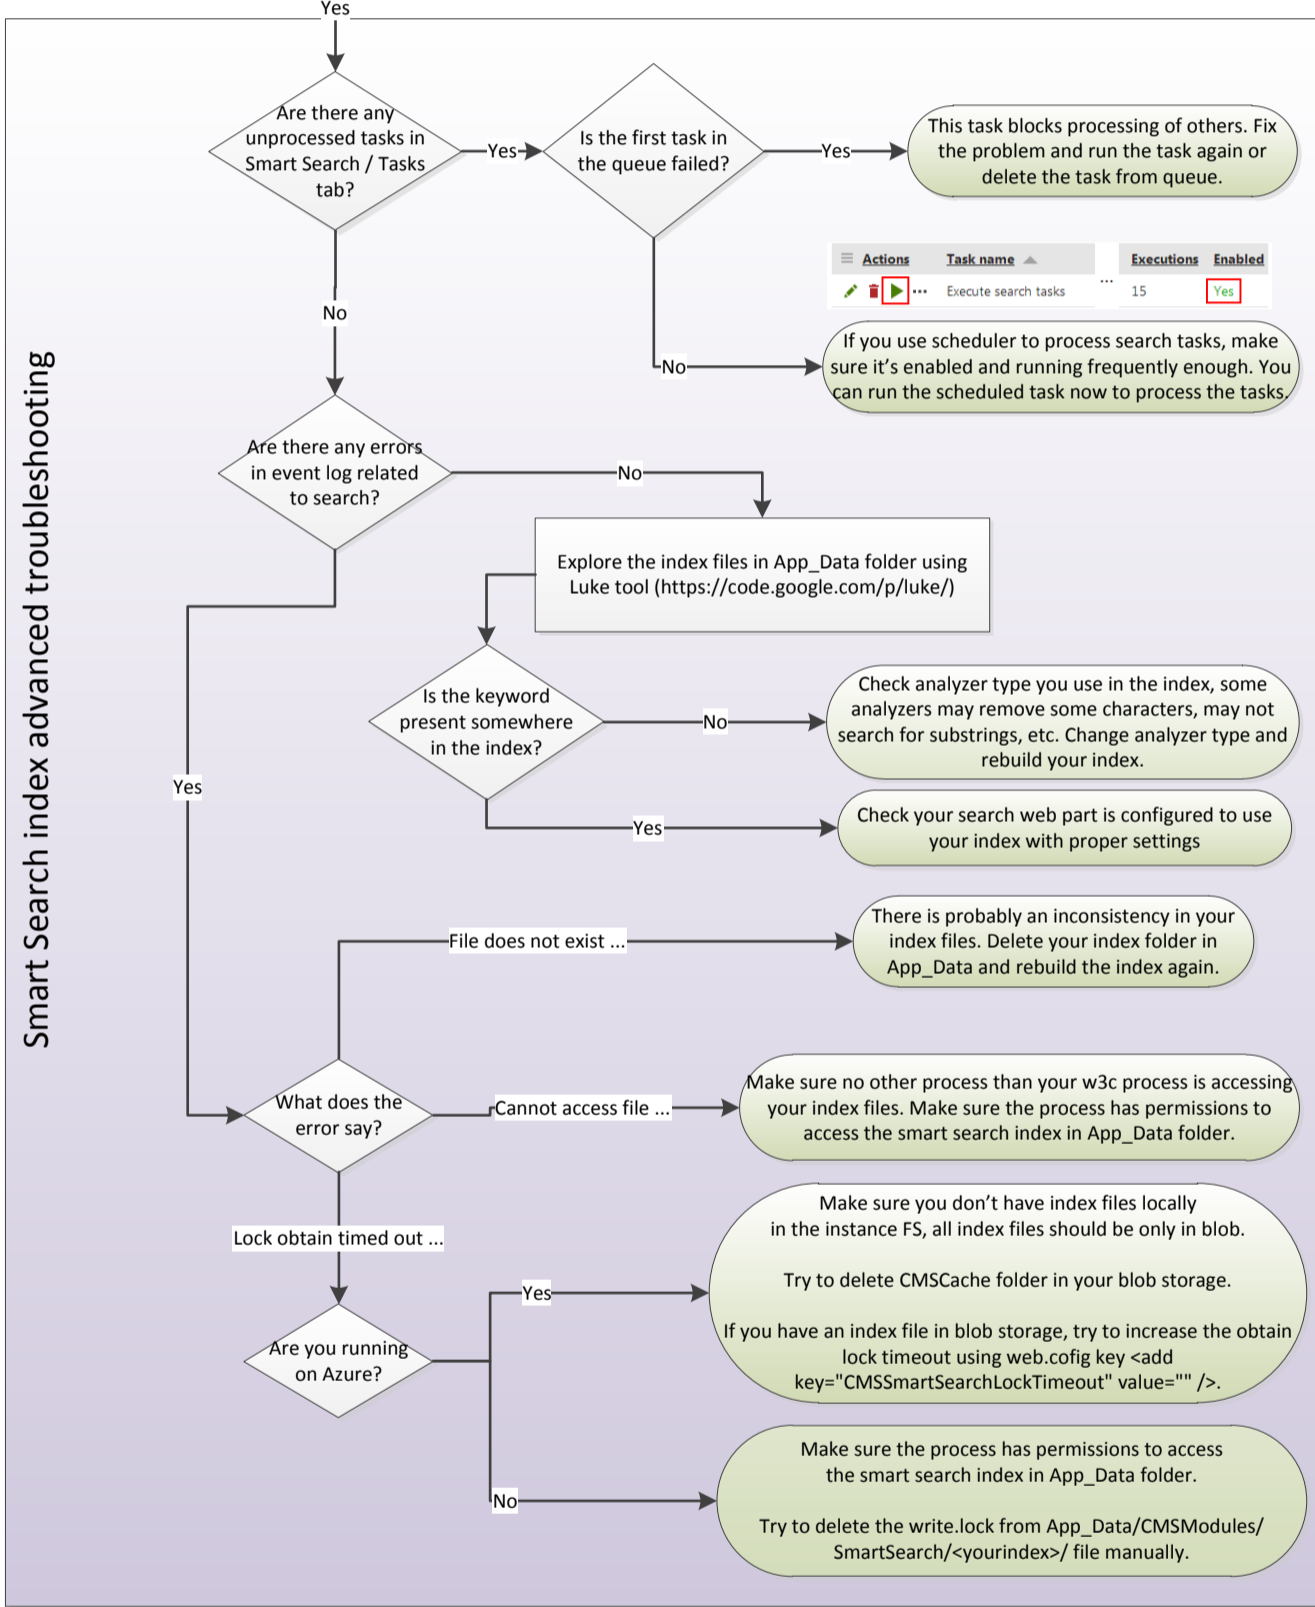 Yes
Smart Search index advanced troubleshooting
Are there any
unprocessed tasks in
Smart Search / Tasks
tab?
Yes
Is the first task in
the queue failed?
Yes
This task blocks processing of others. Fix
the problem and run the task again or
delete the task from queue.
Actions Task name ... Executions Enabled
... Execute search tasks 15 Yes
No
No
If you use scheduler to process search tasks, make
sure it's enabled and running frequently enough. You
can run the scheduled task now to process the tasks.
Are there any errors
in event log related
to search?
No
Explore the index files in App_Data folder using
Luke tool (https://code.google.com/p/luke/)
Is the keyword
present somewhere
in the index?
No
Check analyzer type you use in the index, some
analyzers may remove some characters, may not
search for substrings, etc. Change analyzer type and
rebuild your index.
Yes
Yes
Check your search web part is configured to use
your index with proper settings
File does not exist ...
There is probably an inconsistency in your
index files. Delete your index folder in
App_Data and rebuild the index again.
What does the
error say?
Cannot access file ...
Make sure no other process than your w3c process is accessing
your index files. Make sure the process has permissions to
access the smart search index in App_Data folder.
Lock obtain timed out ...
Are you running
on Azure?
Yes
Make sure you don't have index files locally
in the instance FS, all index files should be only in blob.
Try to delete CMSCache folder in your blob storage.
If you have an index file in blob storage, try to increase the obtain
lock timeout using web.cofig key <add
key="CMSSmartSearchLockTimeout" value="" />.
No
Make sure the process has permissions to access
the smart search index in App_Data folder.
Try to delete the write.lock from App_Data/CMSModules/
SmartSearch/<yourindex>/ file manually.